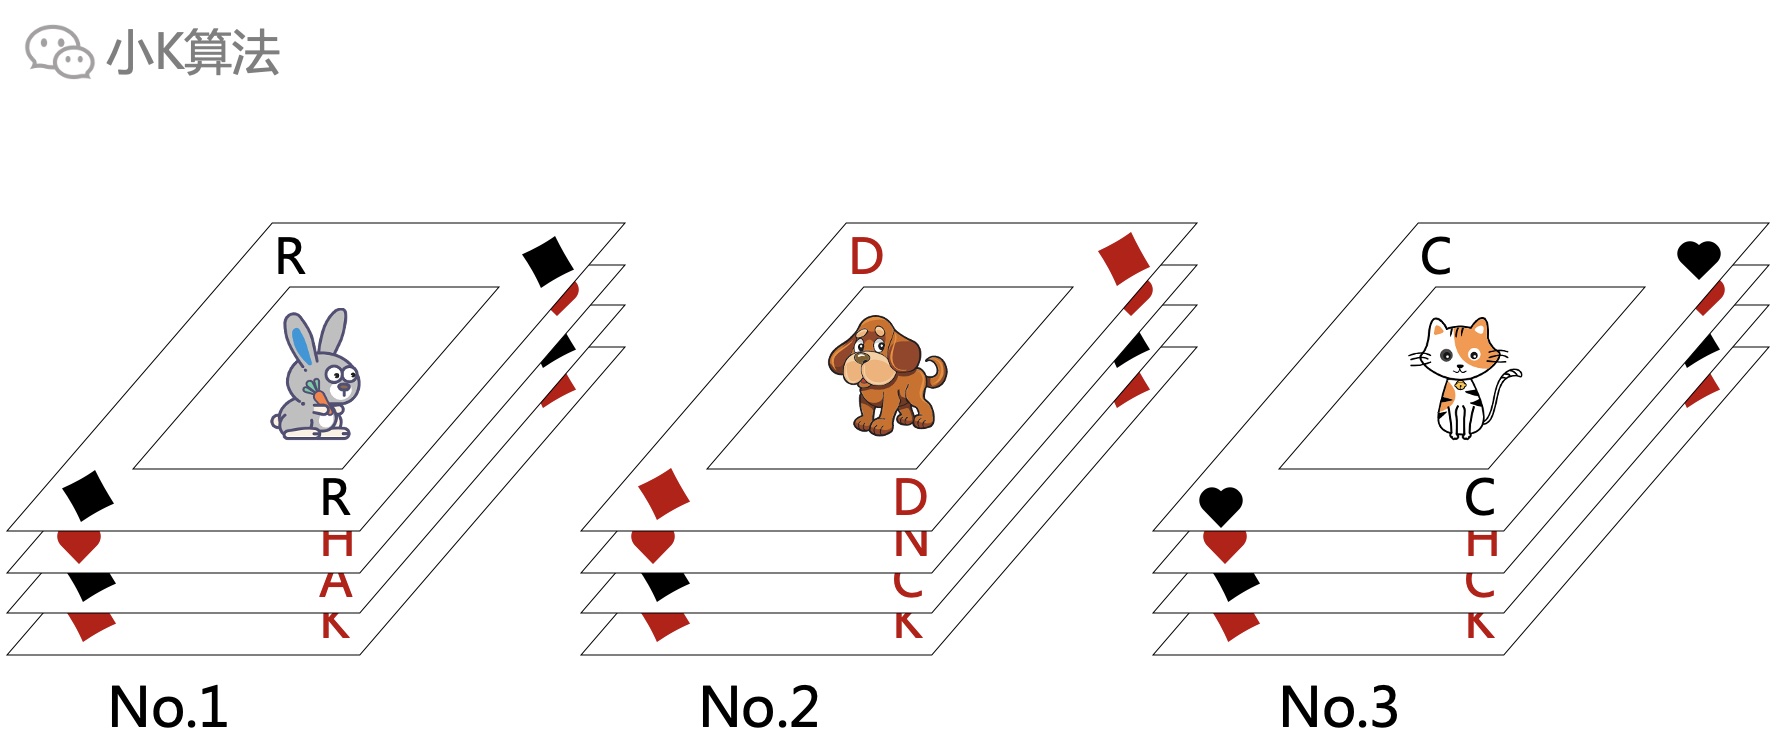 小K算法
R D C
R D C
H N H
A C C
K K K
No.1 No.2 No.3